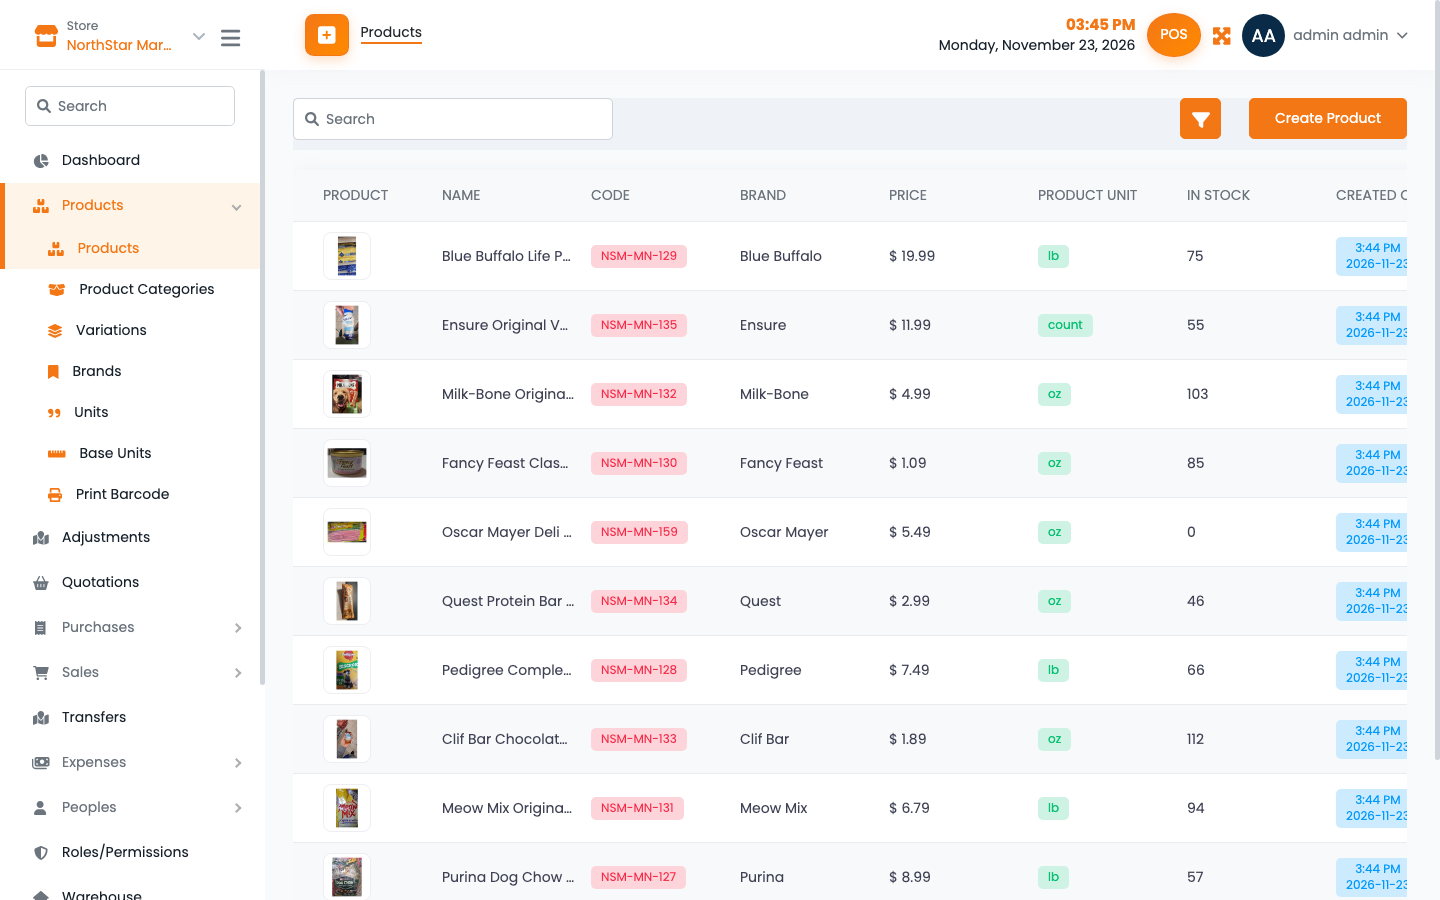 Store
NorthStar Mar...
Products
03:45 PM
Monday, November 23, 2026
POS
AA
admin admin
Search
Dashboard
Products
Products
Product Categories
Variations
Brands
Units
Base Units
Print Barcode
Adjustments
Quotations
Purchases
Sales
Transfers
Expenses
Peoples
Roles/Permissions
Warehouse
Search
Create Product
PRODUCT NAME CODE BRAND PRICE PRODUCT UNIT IN STOCK CREATED
Blue Buffalo Life P... NSM-MN-129 Blue Buffalo $ 19.99 lb 75 3:44 PM
2026-11-23
Ensure Original V... NSM-MN-135 Ensure $ 11.99 count 55 3:44 PM
2026-11-23
Milk-Bone Origina... NSM-MN-132 Milk-Bone $ 4.99 oz 103 3:44 PM
2026-11-23
Fancy Feast Clas... NSM-MN-130 Fancy Feast $ 1.09 oz 85 3:44 PM
2026-11-23
Oscar Mayer Deli ... NSM-MN-159 Oscar Mayer $ 5.49 oz 0 3:44 PM
2026-11-23
Quest Protein Bar ... NSM-MN-134 Quest $ 2.99 oz 46 3:44 PM
2026-11-23
Pedigree Comple... NSM-MN-128 Pedigree $ 7.49 lb 66 3:44 PM
2026-11-23
Clif Bar Chocolat... NSM-MN-133 Clif Bar $ 1.89 oz 112 3:44 PM
2026-11-23
Meow Mix Origina... NSM-MN-131 Meow Mix $ 6.79 lb 94 3:44 PM
2026-11-23
Purina Dog Chow ... NSM-MN-127 Purina $ 8.99 lb 57 3:44 PM
2026-11-23